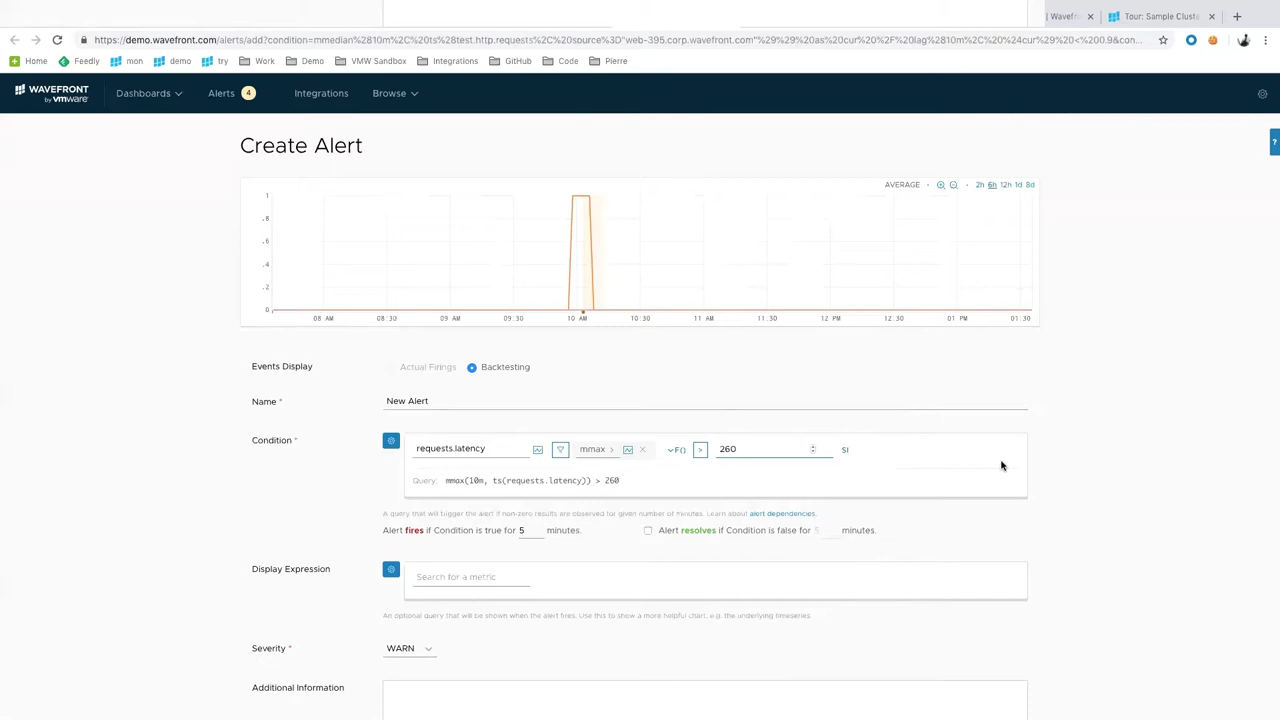 | Wavefr
Tour: Sample Cluste
https://demo.wavefront.com/alerts/add?condition=mmedian%2810m%2C%20ts%28test.http.requests%2C%20source%3D"web-395.corp.wavefront.com"%29%29%20as%20cur%20%2F%20lag%2810m%2C%20%24cur%29%20<%200.9&con...
Home Feedly mon demo try Work Demo VMW Sandbox Integrations GitHub Code Pierre
WAVEFRONT
by vmware
Dashboards Alerts 4 Integrations Browse
?
Create Alert
AVERAGE 2h 6h 12h 1d 8d
1
.8
.6
.4
.2
0
08 AM 08:30 09 AM 09:30 10 AM 10:30 11 AM 11:30 12 PM 12:30 01 PM 01:30
Events Display Actual Firings Backtesting
Name * New Alert
Condition * requests.latency mmax > F() > 260 SI
Query: mmax(10m, ts(requests.latency)) > 260
A query that will trigger the alert if non-zero results are observed for given number of minutes. Learn about alert dependencies.
Alert fires if Condition is true for 5 minutes. Alert resolves if Condition is false for 5 minutes.
Display Expression Search for a metric
An optional query that will be shown when the alert fires. Use this to show a more helpful chart, e.g. the underlying timeseries.
Severity * WARN
Additional Information